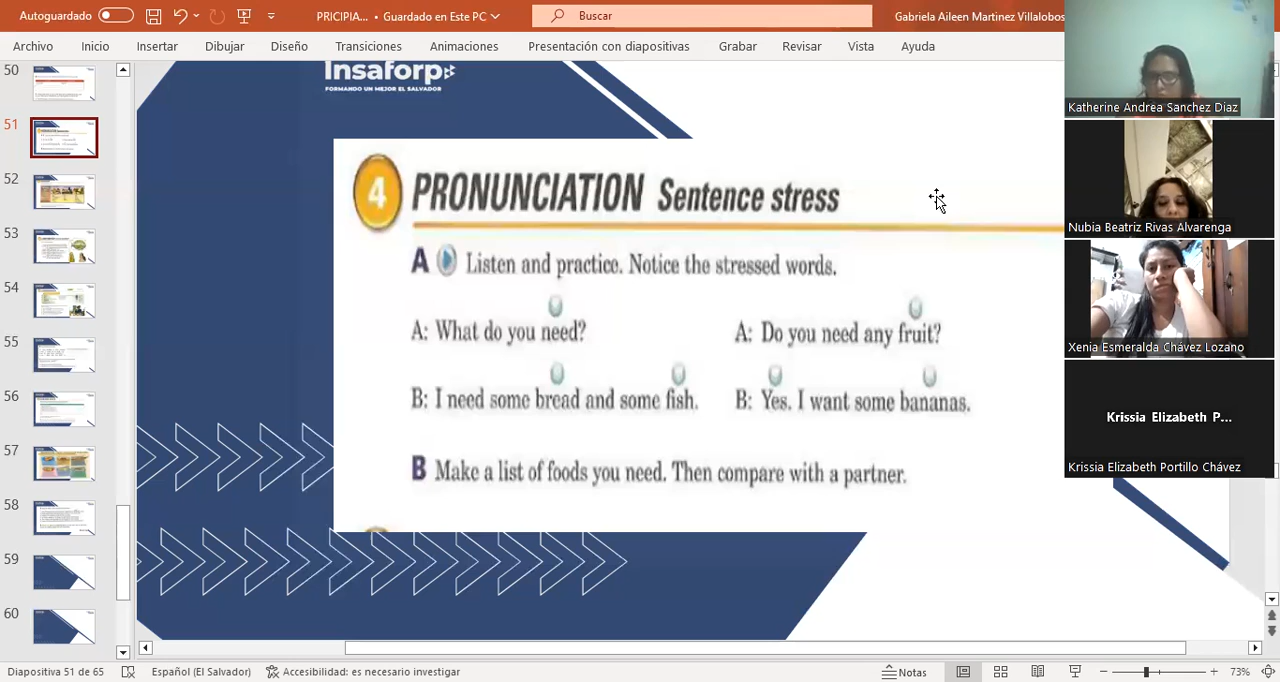 Autoguardado
PRICIPIA... • Guardado en Este PC
Buscar
Gabriela Aileen Martinez Villalobos
Archivo Inicio Insertar Dibujar Diseño Transiciones Animaciones Presentación con diapositivas Grabar Revisar Vista Ayuda
50
51
52
53
54
55
56
57
58
59
60
Insaforp
FORMANDO UN MEJOR EL SALVADOR
4 PRONUNCIATION Sentence stress
A Listen and practice. Notice the stressed words.
A: What do you need?
B: I need some bread and some fish.
A: Do you need any fruit?
B: Yes. I want some bananas.
B Make a list of foods you need. Then compare with a partner.
Katherine Andrea Sanchez Diaz
Nubia Beatriz Rivas Alvarenga
Xenia Esmeralda Chávez Lozano
Krissia Elizabeth P...
Krissia Elizabeth Portillo Chávez
Diapositiva 51 de 65 Español (El Salvador) Accesibilidad: es necesario investigar Notas 73%